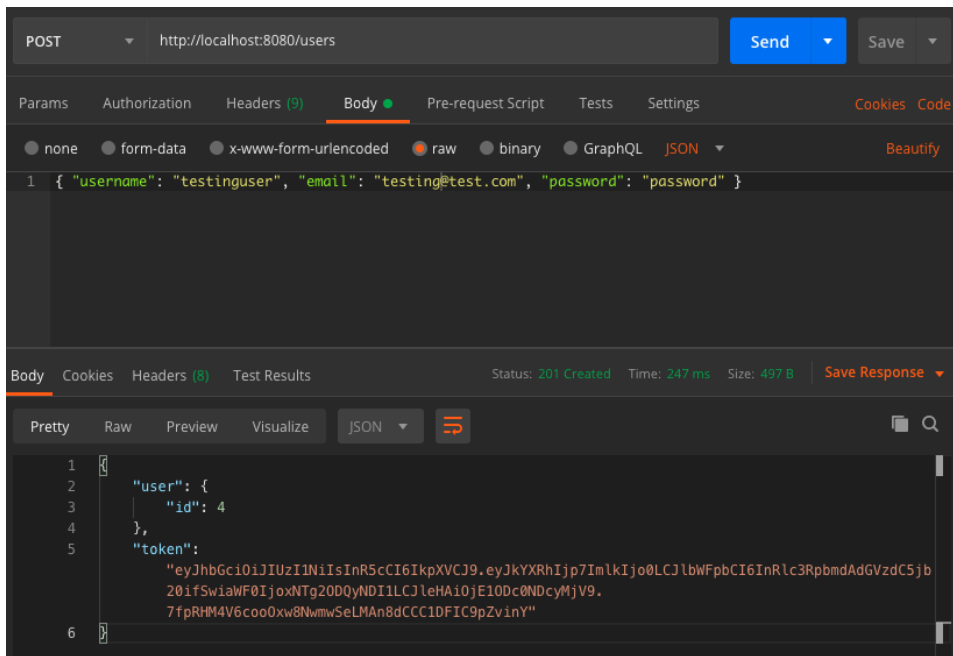 POST http://localhost:8080/users Send Save
Params Authorization Headers (9) Body Pre-request Script Tests Settings Cookies Code
none form-data x-www-form-urlencoded raw binary GraphQL JSON Beautify
1 { "username": "testinguser", "email": "testing@test.com", "password": "password" }
Body Cookies Headers (8) Test Results Status: 201 Created Time: 247 ms Size: 497 B Save Response
Pretty Raw Preview Visualize JSON
1 {
2 "user": {
3 "id": 4
4 },
5 "token":
"eyJhbGciOiJIUzI1NiIsInR5cCI6IkpXVCJ9.eyJkYXRhIjp7ImlkIjo0LCJlbWFpbCI6InRlc3RpbmdAdGVzdC5jb
20ifSwiaWF0IjoxNTg2ODQyNDI1LCJleHAiOjE1ODc0NDcyMjV9.
7fpRHM4V6cooOxw8NwmwSeLMAn8dCCC1DFIC9pZvinY"
6 }